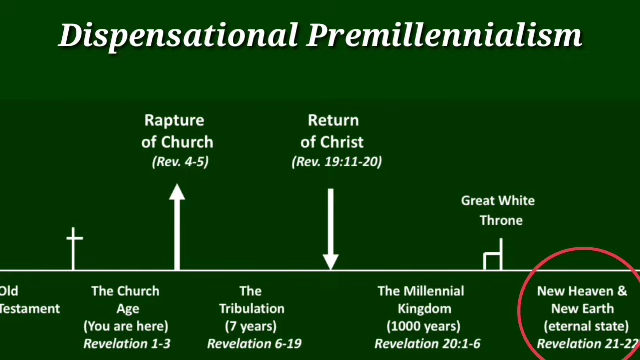 Dispensational Premillennialism
Rapture
of Church
(Rev. 4-5)
Return
of Christ
(Rev. 19:11-20)
Great White
Throne
Old
Testament
The Church
Age
(You are here)
Revelation 1-3
The
Tribulation
(7 years)
Revelation 6-19
The Millennial
Kingdom
(1000 years)
Revelation 20:1-6
New Heaven &
New Earth
(eternal state)
Revelation 21-22